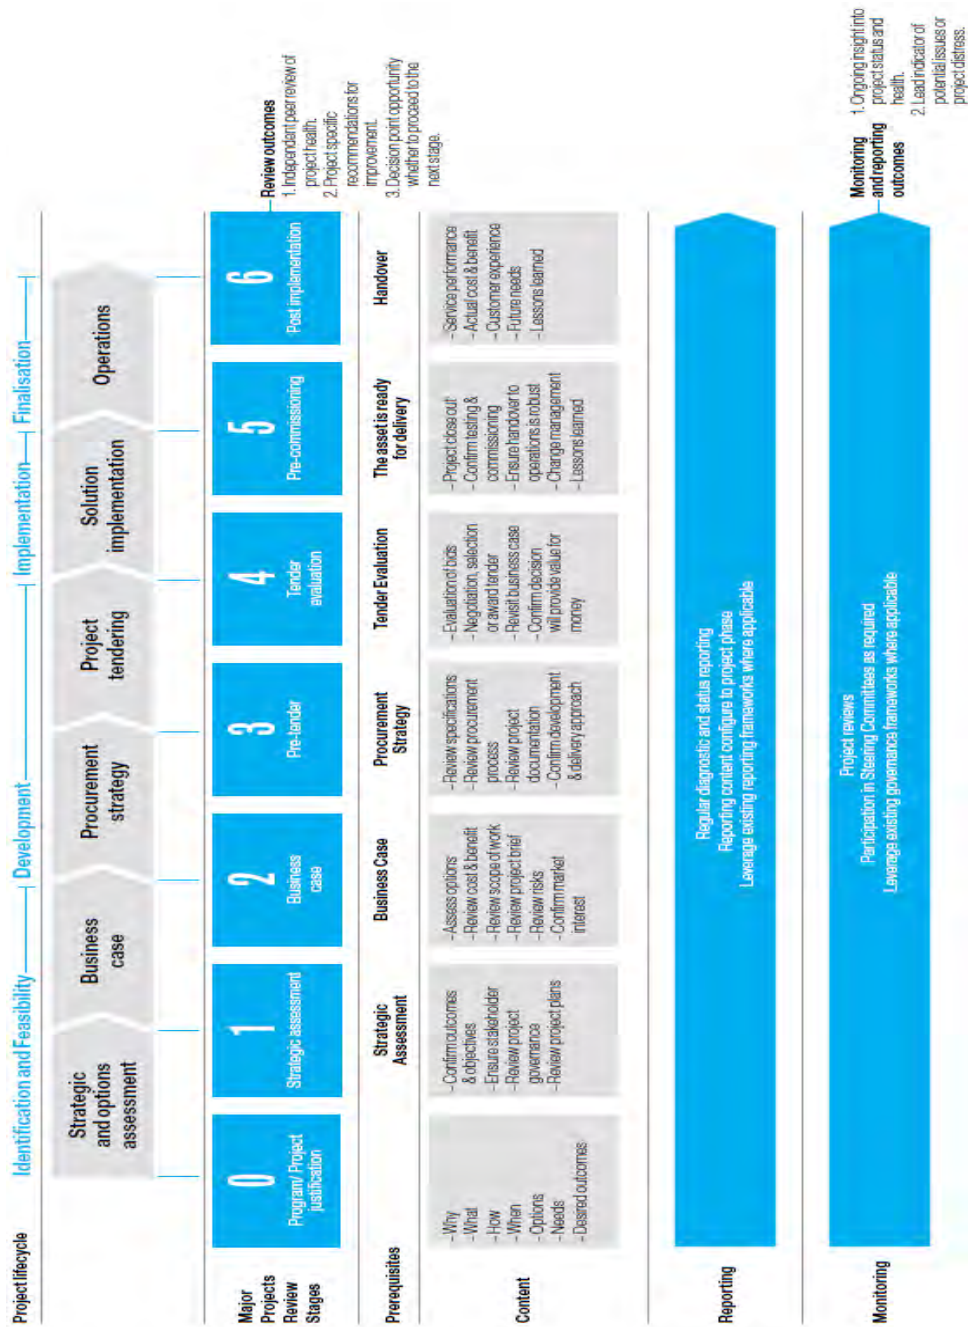 Project lifecycle
Identification and Feasibility
Development
Implementation
Finalisation
Strategic
and options
assessment
Business
case
Procurement
strategy
Project
tendering
Solution
implementation
Operations
Major
Projects
Review
Stages
0
Program/ Project
justification
1
Strategic assessment
2
Business
case
3
Pre-tender
4
Tender
evaluation
5
Pre-commissioning
6
Post implementation
Review outcomes
1. Independent peer review of
project health.
2. Project specific
recommendations for
improvement.
3. Decision point opportunity
whether to proceed to the
next stage.
Prerequisites
Strategic
Assessment
Business Case
Procurement
Strategy
Tender Evaluation
The asset is ready
for delivery
Handover
Content
– Why
– What
– How
– When
– Options
– Needs
– Desired outcomes
– Confirm outcomes
& objectives
– Ensure stakeholder
– Review project
governance
– Review project plans
– Assess options
– Review cost & benefit
– Review scope of work
– Review project brief
– Review risks
– Confirm market
interest
– Review specifications
– Review procurement
process
– Review project
documentation
– Confirm development
& delivery approach
– Evaluation of bids
– Negotiation, selection
or award tender
– Revisit business case
– Confirm decision
will provide value for
money
– Project close out
– Confirm testing &
commissioning
– Ensure handover to
operations is robust
– Change management
– Lessons learned
– Service performance
– Actual cost & benefit
– Customer experience
– Future needs
– Lessons learned
Reporting
Regular diagnostic and status reporting
Reporting content configure to project phase
Leverage existing reporting frameworks where applicable
Monitoring
Project reviews
Participation in Steering Committees as required
Leverage existing governance frameworks where applicable
Monitoring
and reporting
outcomes
1. Ongoing insight into
project status and
health.
2. Lead indicator of
potential issues or
project distress.